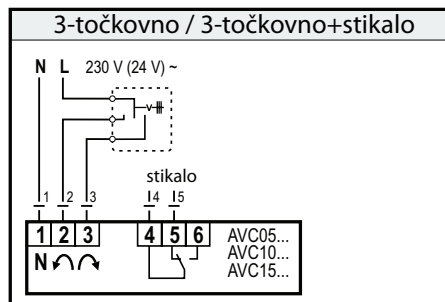 3-točkovno / 3-točkovno+stikalo
N L 230 V (24 V) ~
stikalo
1 2 3 4 5
1 2 3 4 5 6 AVC05...
N AVC10...
AVC15...